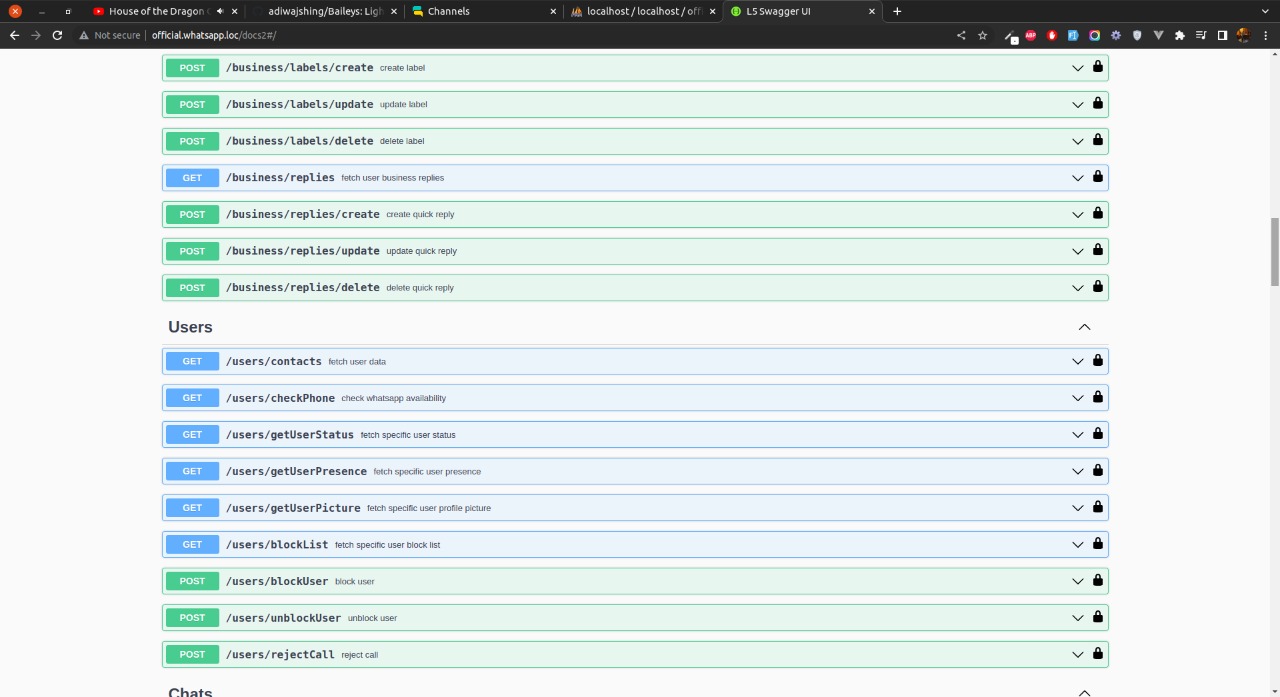 House of the Dragon
adiwajshing/Baileys: Ligh
Channels
localhost / localhost / offi
L5 Swagger UI
Not secure
official.whatsapp.loc/docs2#/
ABP
POST /business/labels/create create label
POST /business/labels/update update label
POST /business/labels/delete delete label
GET /business/replies fetch user business replies
POST /business/replies/create create quick reply
POST /business/replies/update update quick reply
POST /business/replies/delete delete quick reply
Users
GET /users/contacts fetch user data
GET /users/checkPhone check whatsapp availability
GET /users/getUserStatus fetch specific user status
GET /users/getUserPresence fetch specific user presence
GET /users/getUserPicture fetch specific user profile picture
GET /users/blockList fetch specific user block list
POST /users/blockUser block user
POST /users/unblockUser unblock user
POST /users/rejectCall reject call
Chats